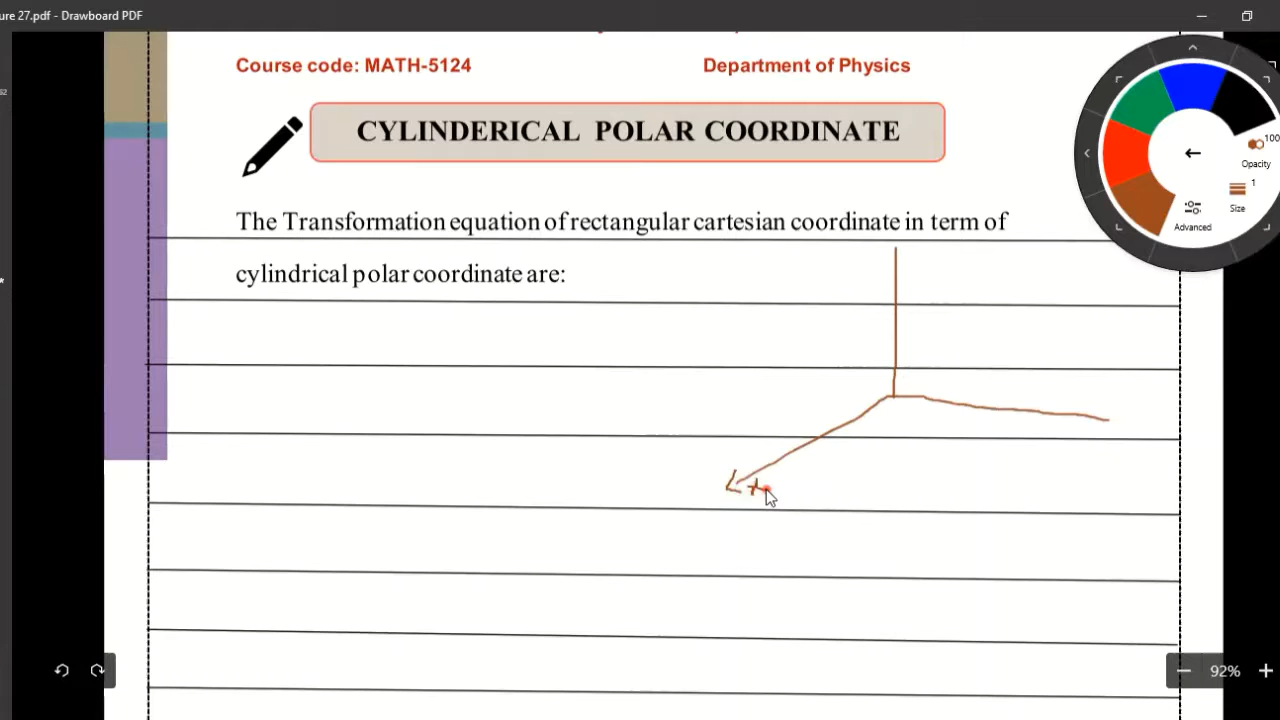 ure 27.pdf - Drawboard PDF
Course code: MATH-5124
Department of Physics
CYLINDERICAL POLAR COORDINATE
100
Opacity
1
Size
Advanced
The Transformation equation of rectangular cartesian coordinate in term of
cylindrical polar coordinate are:
92%